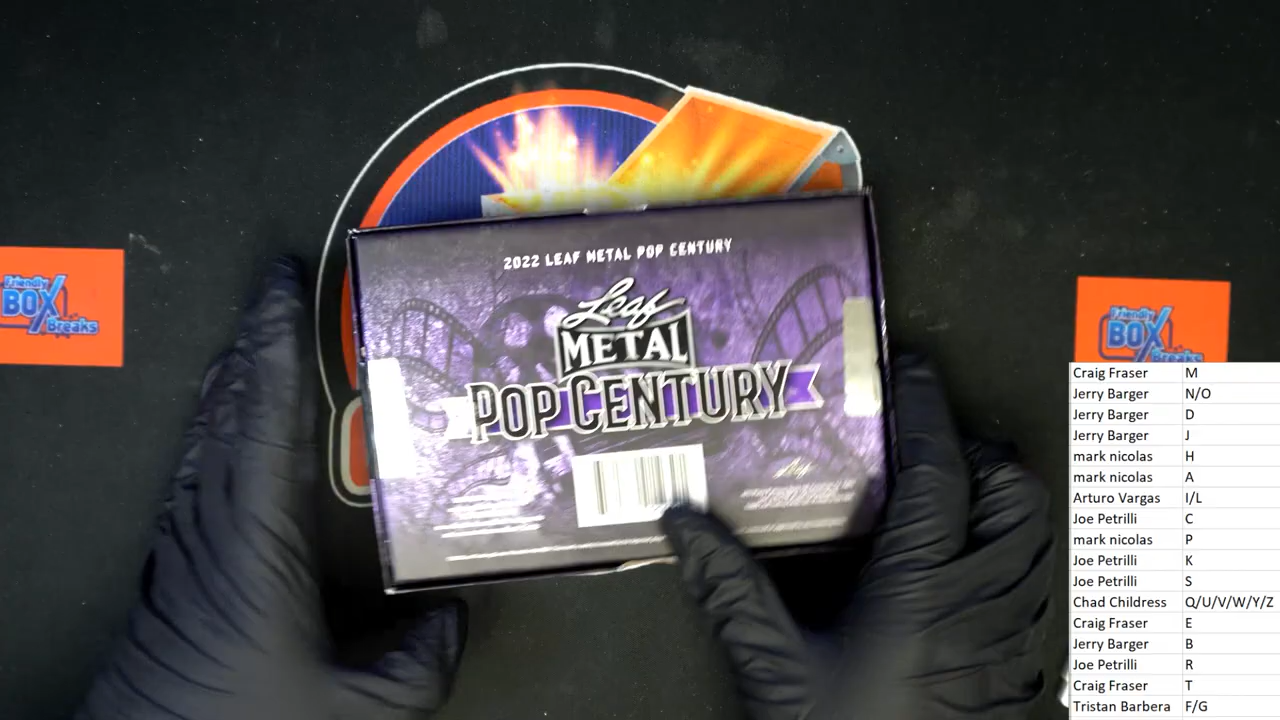 2022 LEAF METAL POP CENTURY
Leaf
METAL
POP CENTURY
Leaf
Friendly
BOX
Breaks
Friendly
BOX
Breaks
Craig Fraser M
Jerry Barger N/O
Jerry Barger D
Jerry Barger J
mark nicolas H
mark nicolas A
Arturo Vargas I/L
Joe Petrilli C
mark nicolas P
Joe Petrilli K
Joe Petrilli S
Chad Childress Q/U/V/W/Y/Z
Craig Fraser E
Jerry Barger B
Joe Petrilli R
Craig Fraser T
Tristan Barbera F/G